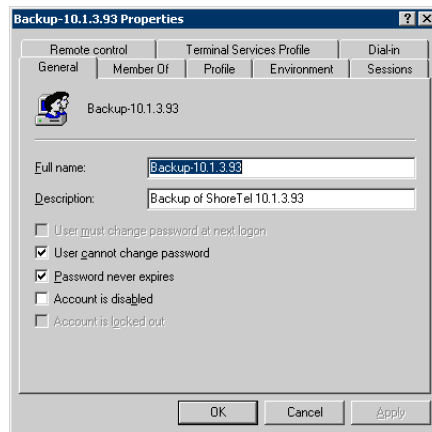 Backup-10.1.3.93 Properties
Remote control Terminal Services Profile Dial-in
General Member Of Profile Environment Sessions
Backup-10.1.3.93
Full name: Backup-10.1.3.93
Description: Backup of ShoreTel 10.1.3.93
User must change password at next logon
User cannot change password
Password never expires
Account is disabled
Account is locked out
OK Cancel Apply